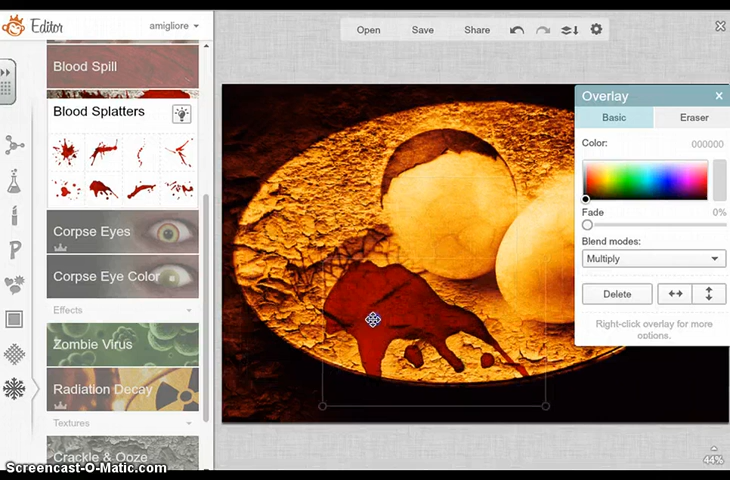 Editor
amigliore
Open Save Share
Blood Spill
Blood Splatters
Corpse Eyes
Corpse Eye Color
Effects
Zombie Virus
Radiation Decay
Textures
Crackle & Ooze
Overlay
Basic Eraser
Color: 000000
Fade 0%
Blend modes:
Multiply
Delete
Right-click overlay for more
options.
44%
Screencast-O-Matic.com